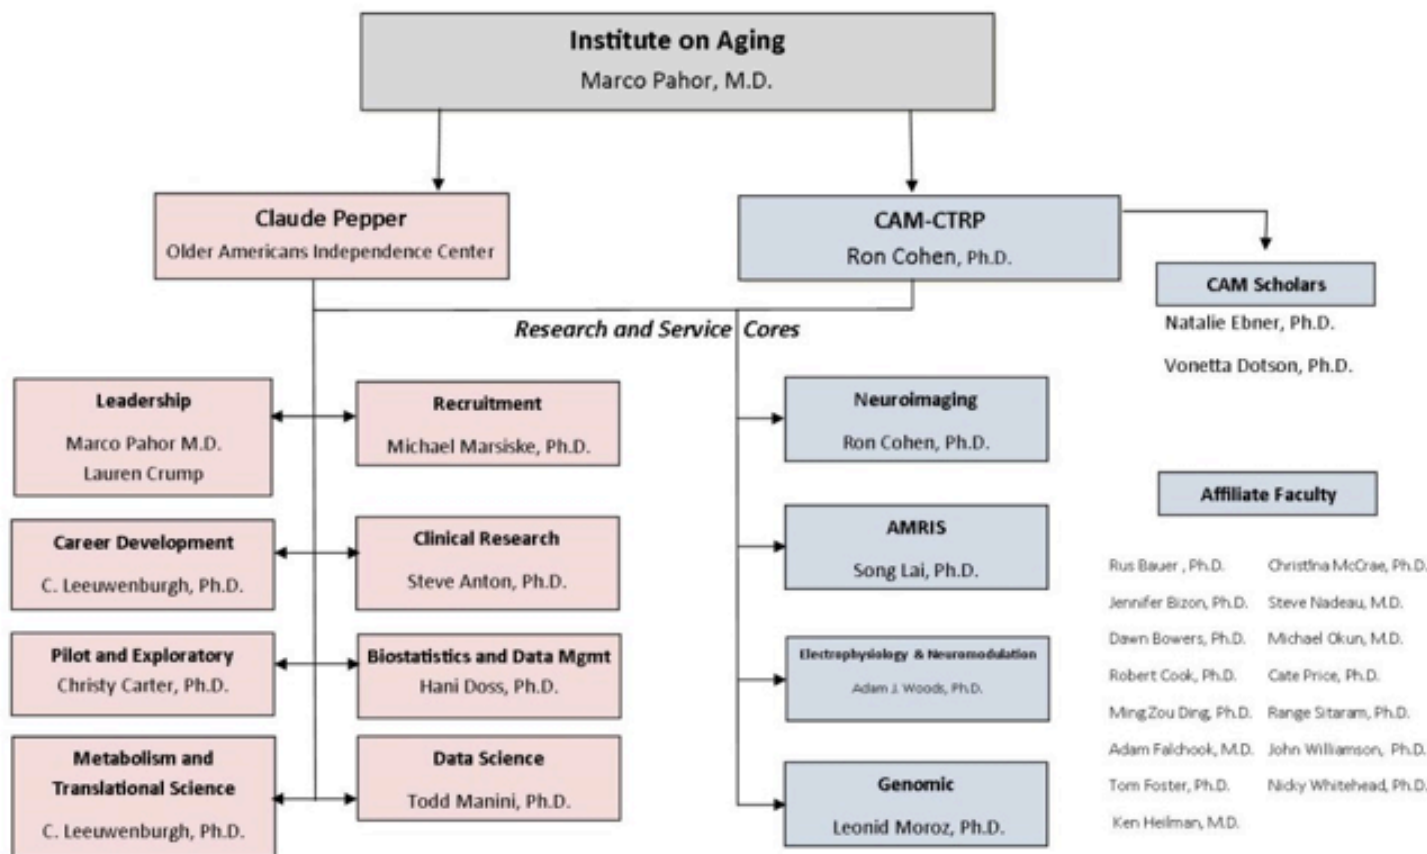 Institute on Aging
Marco Pahor, M.D.
Claude Pepper
Older Americans Independence Center
CAM-CTRP
Ron Cohen, Ph.D.
CAM Scholars
Natalie Ebner, Ph.D.
Vonetta Dotson, Ph.D.
Research and Service Cores
Leadership
Marco Pahor M.D.
Lauren Crump
Recruitment
Michael Marsiske, Ph.D.
Career Development
C. Leeuwenburgh, Ph.D.
Clinical Research
Steve Anton, Ph.D.
Pilot and Exploratory
Christy Carter, Ph.D.
Biostatistics and Data Mgmt
Hani Doss, Ph.D.
Metabolism and
Translational Science
C. Leeuwenburgh, Ph.D.
Data Science
Todd Manini, Ph.D.
Neuroimaging
Ron Cohen, Ph.D.
AMRIS
Song Lai, Ph.D.
Electrophysiology & Neuromodulation
Adam J. Woods, Ph.D.
Genomic
Leonid Moroz, Ph.D.
Affiliate Faculty
Rus Bauer , Ph.D.
Christina McCrae, Ph.D.
Jennifer Bizon, Ph.D.
Steve Nadeau, M.D.
Dawn Bowers, Ph.D.
Michael Okun, M.D.
Robert Cook, Ph.D.
Cate Price, Ph.D.
Ming Zou Ding, Ph.D.
Range Sitaram, Ph.D.
Adam Falchook, M.D.
John Williamson, Ph.D.
Tom Foster, Ph.D.
Nicky Whitehead, Ph.D.
Ken Heilman, M.D.